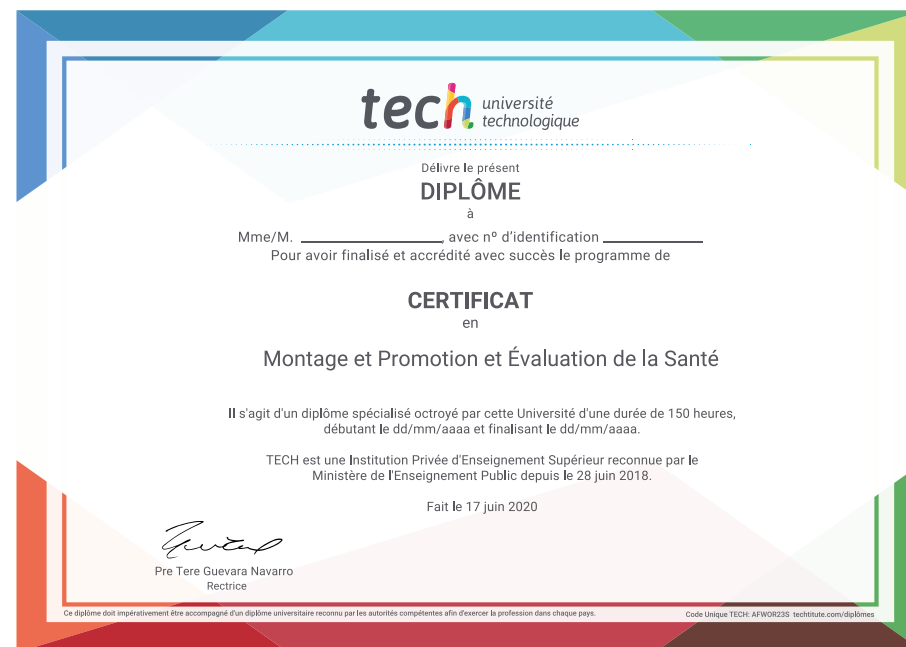 tech université
technologique
Délivre le présent
DIPLÔME
à
Mme/M. ____________________, avec nº d'identification ______________
Pour avoir finalisé et accrédité avec succès le programme de
CERTIFICAT
en
Montage et Promotion et Évaluation de la Santé
Il s'agit d'un diplôme spécialisé octroyé par cette Université d'une durée de 150 heures,
débutant le dd/mm/aaaa et finalisant le dd/mm/aaaa.
TECH est une Institution Privée d'Enseignement Supérieur reconnue par le
Ministère de l'Enseignement Public depuis le 28 juin 2018.
Fait le 17 juin 2020
Pre Tere Guevara Navarro
Rectrice
Ce diplôme doit impérativement être accompagné d'un diplôme universitaire reconnu par les autorités compétentes afin d'exercer la profession dans chaque pays.
Code Unique TECH: AFWOR23S techtitute.com/diplômes